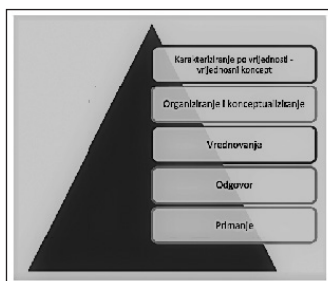 Karakteriziranje po vrijednosti -
vrijednosni koncept
Organiziranje i konceptualiziranje
Vrednovanje
Odgovor
Primanje